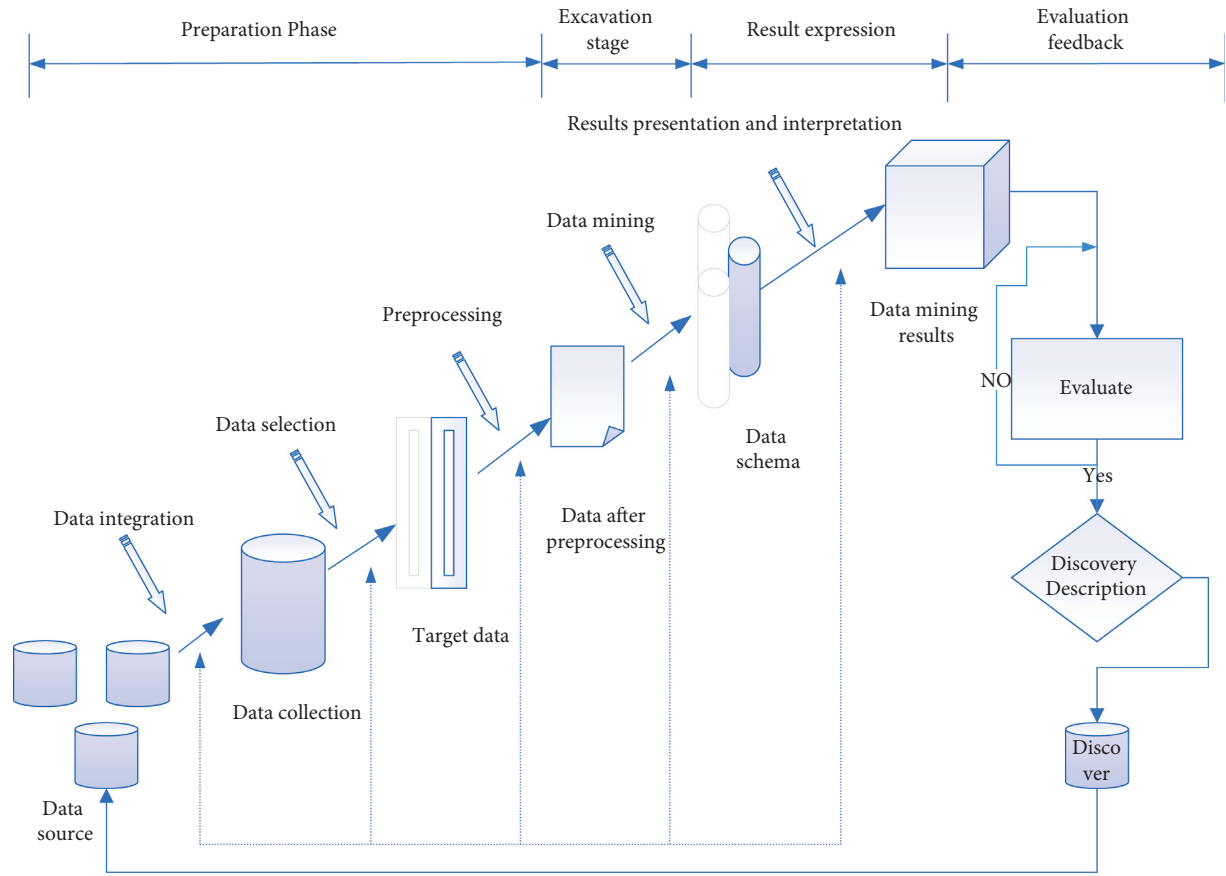 Preparation Phase
Excavation
stage
Result expression
Evaluation
feedback
Results presentation and interpretation
Data mining
Preprocessing
Data selection
Data integration
Data mining
results
NO
Evaluate
Data
schema
Yes
Data after
preprocessing
Discovery
Description
Target data
Data collection
Disco
ver
Data
source